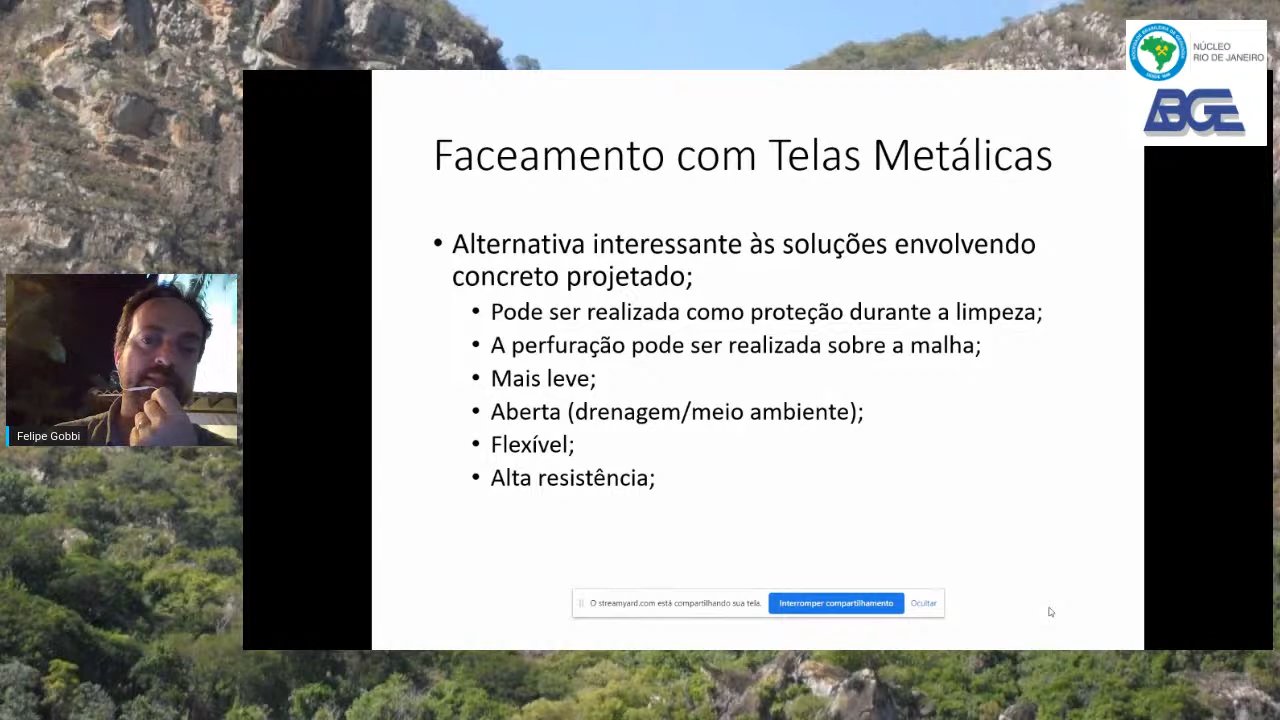 NÚCLEO
RIO DE JANEIRO
ABGE
Faceamento com Telas Metálicas
• Alternativa interessante às soluções envolvendo
concreto projetado;
• Pode ser realizada como proteção durante a limpeza;
• A perfuração pode ser realizada sobre a malha;
• Mais leve;
• Aberta (drenagem/meio ambiente);
• Flexível;
• Alta resistência;
Felipe Gobbi
O streamyard.com está compartilhando sua tela.
Interromper compartilhamento
Ocultar